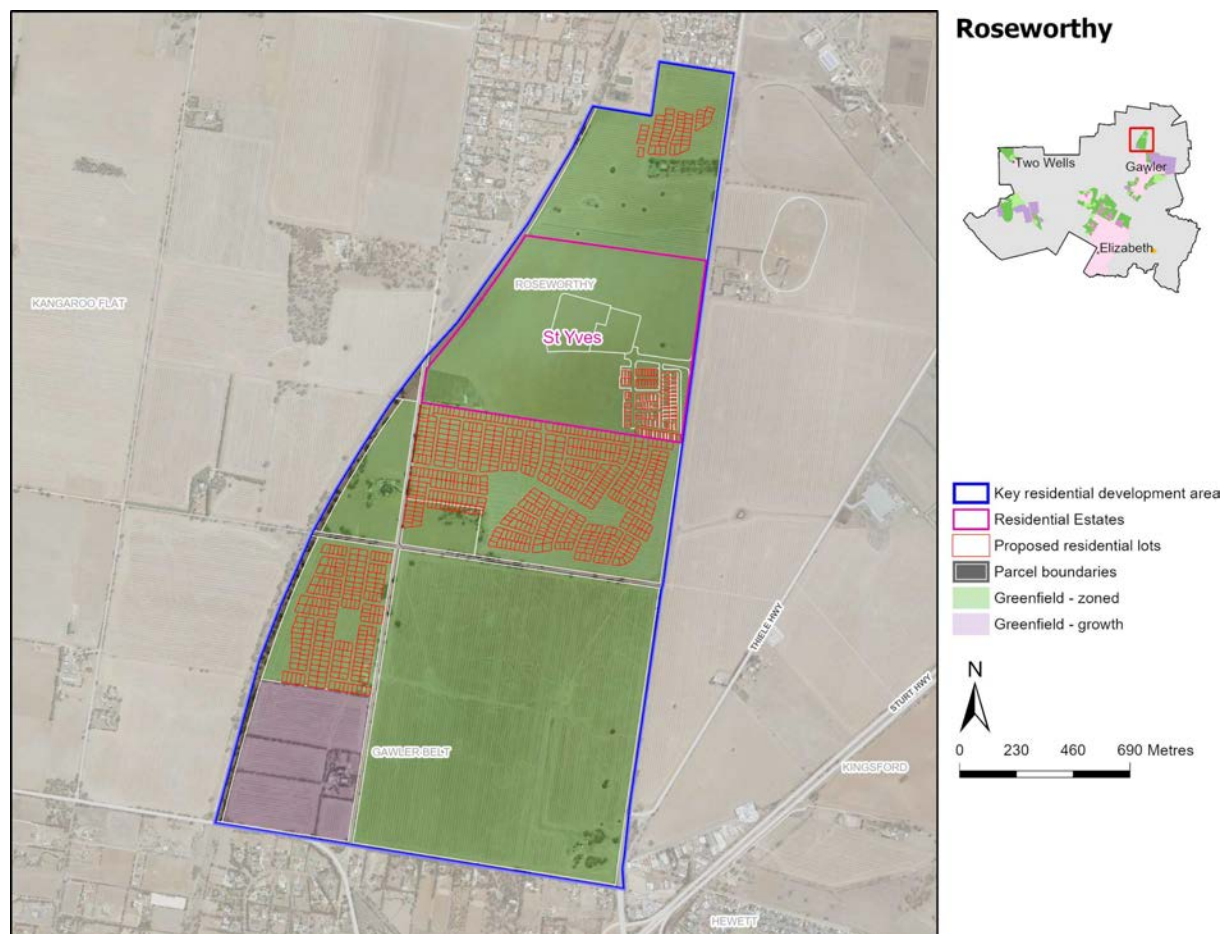 Roseworthy
Two Wells
Gawler
Elizabeth
KANGAROO FLAT
ROSEWORTHY
St Yves
THIELE HWY
STURT HWY
GAWLER BELT
KINGSFORD
HEWETT
Key residential development area
Residential Estates
Proposed residential lots
Parcel boundaries
Greenfield - zoned
Greenfield - growth
N
0 230 460 690 Metres